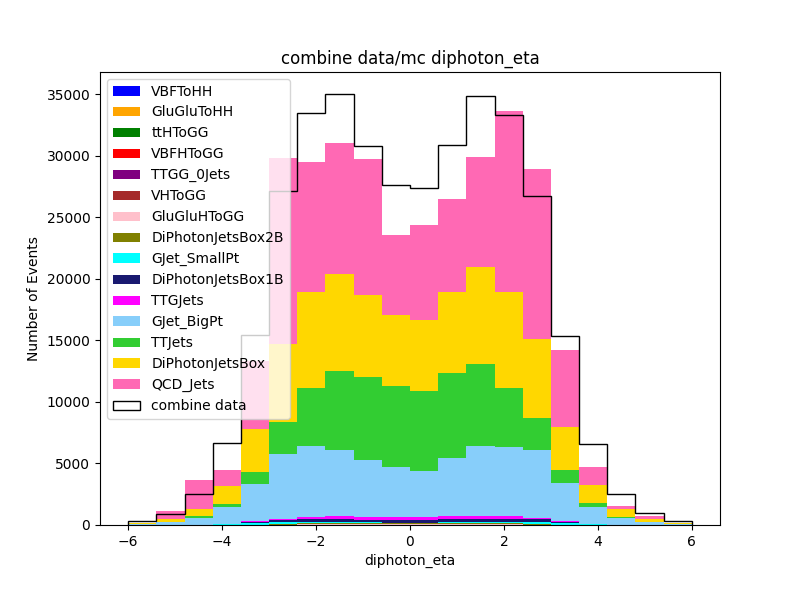 combine data/mc diphoton_eta
35000
30000
25000
20000
15000
10000
5000
0
Number of Events
VBFToHH
GluGluToHH
ttHToGG
VBFHToGG
TTGG_0Jets
VHToGG
GluGluHToGG
DiPhotonJetsBox2B
GJet_SmallPt
DiPhotonJetsBox1B
TTGJets
GJet_BigPt
TTJets
DiPhotonJetsBox
QCD_Jets
combine data
−6 −4 −2 0 2 4 6
diphoton_eta